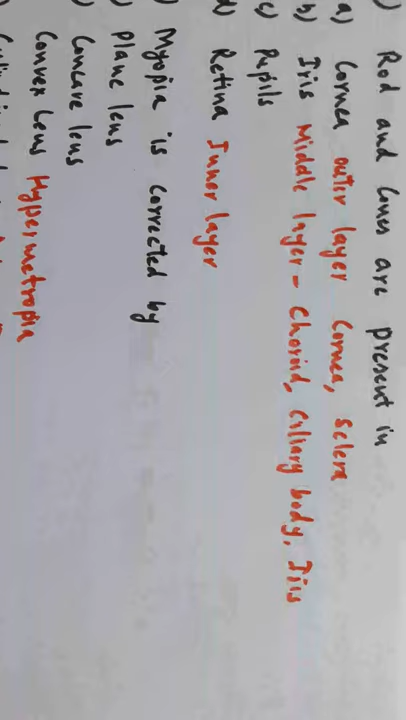 Rod and Cones are present in
a) Cornea outer layer Cornea, Sclera
b) Iris Middle layer - Choroid, Ciliary body, Iris
c) Pupils
d) Retina Inner layer
Myopia is corrected by
Plane lens
Concave lens
Convex lens Hypermetropia